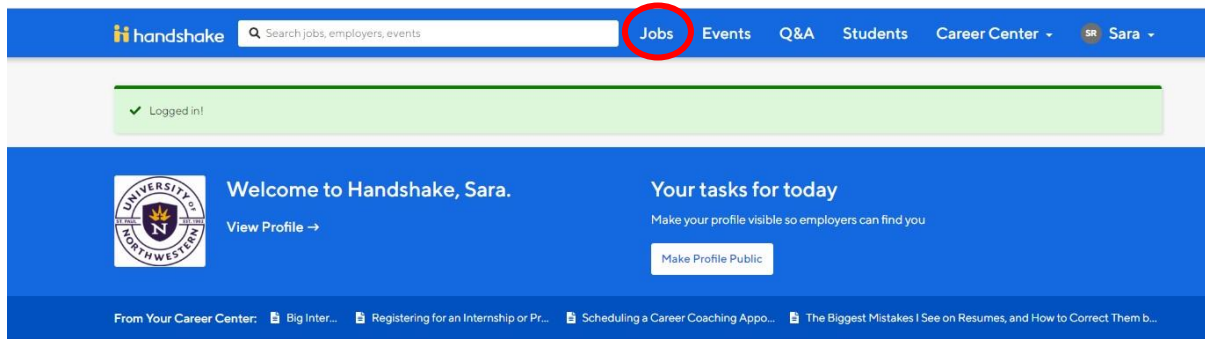 handshake
Search jobs, employers, events
Jobs
Events
Q&A
Students
Career Center
SR
Sara
Logged in!
UNIVERSITY OF
ST. PAUL
EST. 1902
N
NORTHWESTERN
Welcome to Handshake, Sara.
View Profile →
Your tasks for today
Make your profile visible so employers can find you
Make Profile Public
From Your Career Center:
Big Inter...
Registering for an Internship or Pr...
Scheduling a Career Coaching Appo...
The Biggest Mistakes I See on Resumes, and How to Correct Them b...